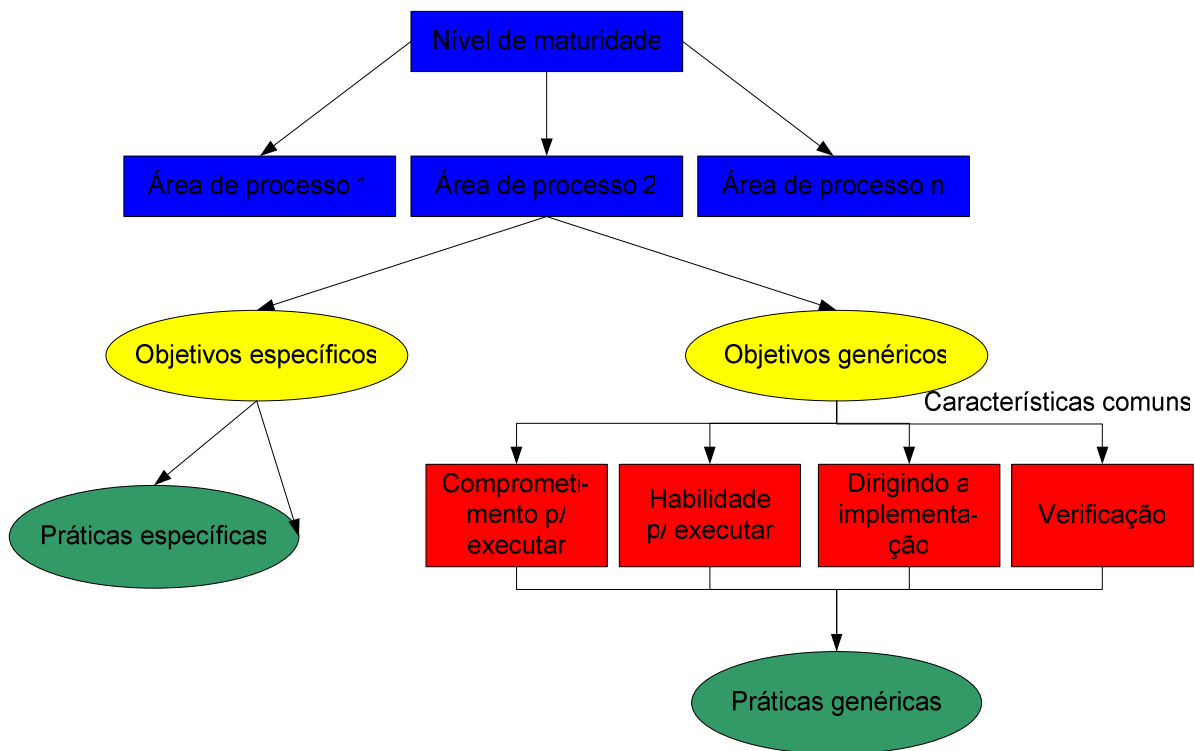 Nível de maturidade
Área de processo 1
Área de processo 2
Área de processo n
Objetivos específicos
Objetivos genéricos
Características comuns
Comprometi-
mento p/
executar
Habilidade
p/ executar
Dirigindo a
implementa-
ção
Verificação
Práticas específicas
Práticas genéricas